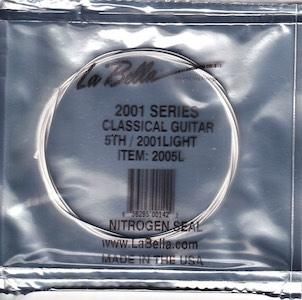 La Bella
2001 SERIES
CLASSICAL GUITAR
5TH / 2001LIGHT
ITEM: 2005L
NITROGEN SEAL
www.LaBella.com
MADE IN THE USA